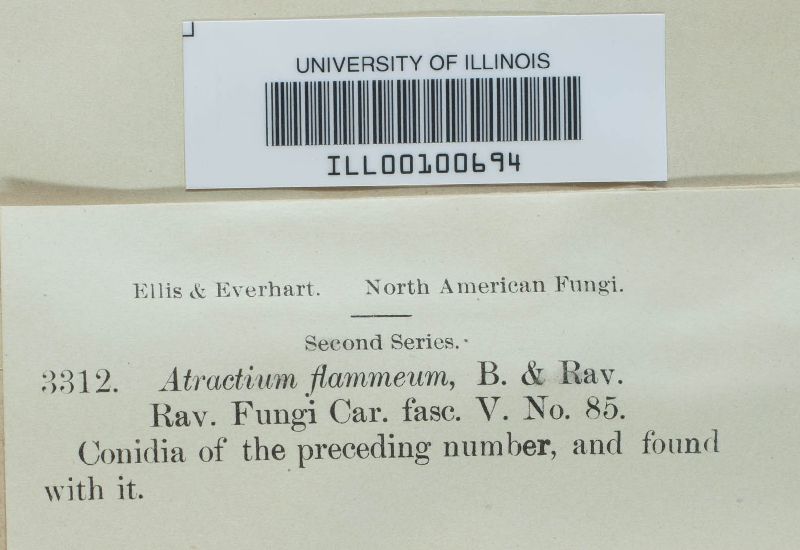 UNIVERSITY OF ILLINOIS
ILL00100694
Ellis & Everhart. North American Fungi.
Second Series.
3312. Atractium flammeum, B. & Rav.
Rav. Fungi Car. fasc. V. No. 85.
Conidia of the preceding number, and found
with it.